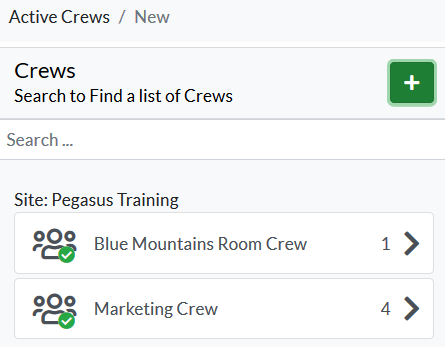 Active Crews / New
Crews
Search to Find a list of Crews
Search ...
Site: Pegasus Training
Blue Mountains Room Crew 1
Marketing Crew 4